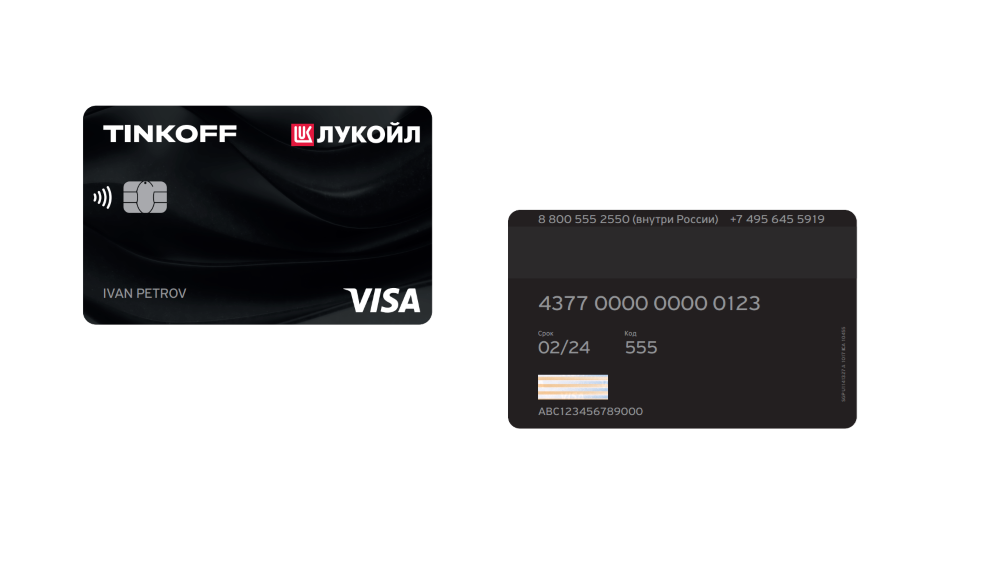 TINKOFF
LUK ЛУКОЙЛ
IVAN PETROV
VISA
8 800 555 2550 (внутри России) +7 495 645 5919
4377 0000 0000 0123
Срок Код
02/24 555
ABC123456789000